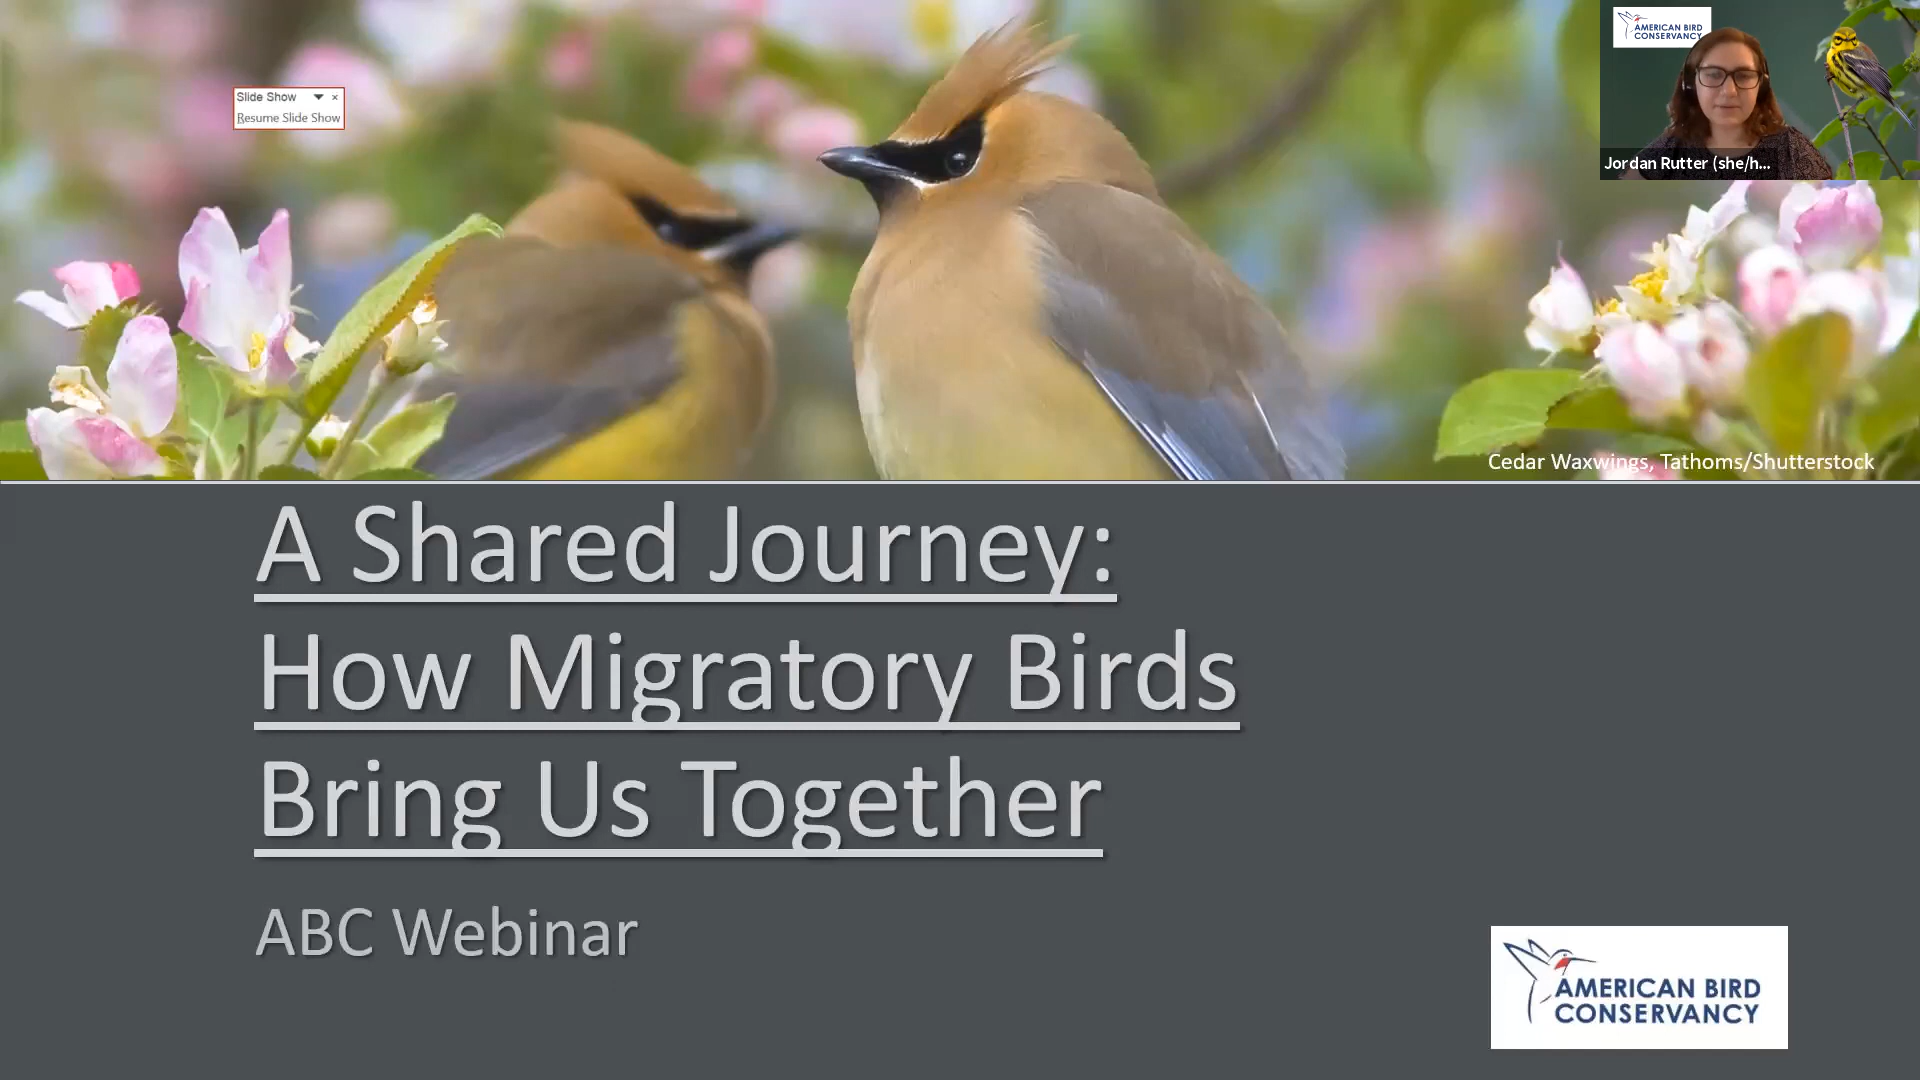 Slide Show
Resume Slide Show
AMERICAN BIRD
CONSERVANCY
Jordan Rutter (she/h...
Cedar Waxwings, Tathoms/Shutterstock
A Shared Journey:
How Migratory Birds
Bring Us Together
ABC Webinar
AMERICAN BIRD
CONSERVANCY